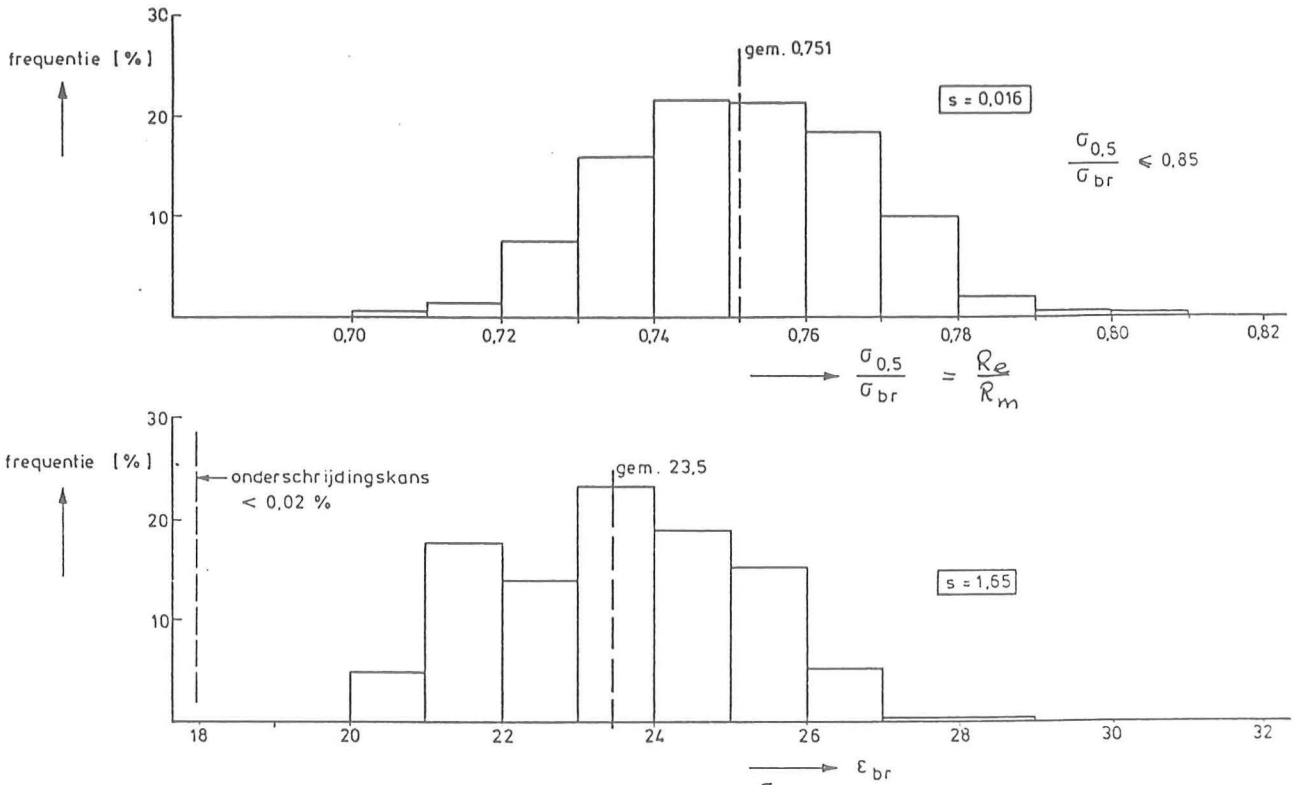 30
frequentie [%]
gem. 0,751
s = 0,016
20
σ0,5 / σbr ⩽ 0,85
10
0,70 0,72 0,74 0,76 0,78 0,80 0,82
σ0,5 / σbr = Re / Rm
30
frequentie [%]
onderschrijdingskans
< 0,02 %
gem. 23,5
20
s = 1,65
10
18 20 22 24 26 28 30 32
εbr
σ